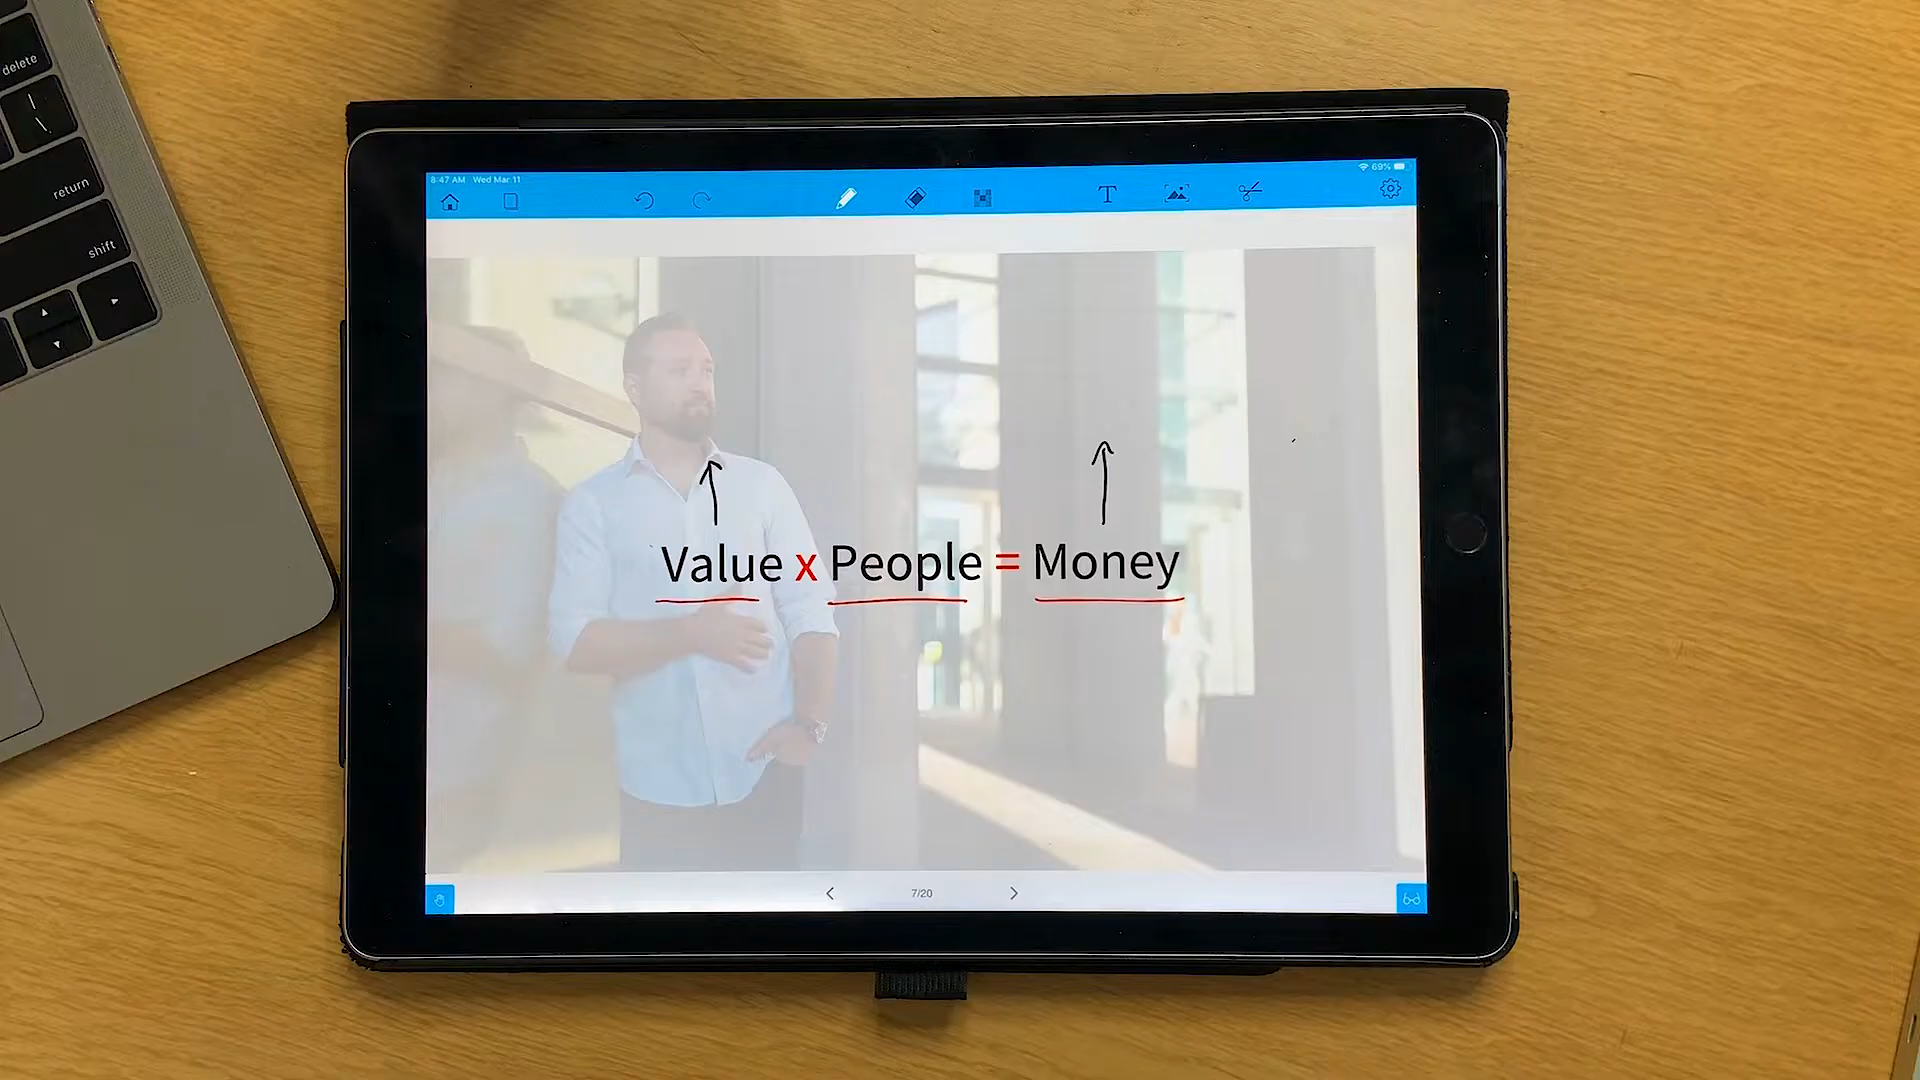 delete
return
shift
8:47 AM Wed Mar 11
69%
T
Value x People = Money
7/20